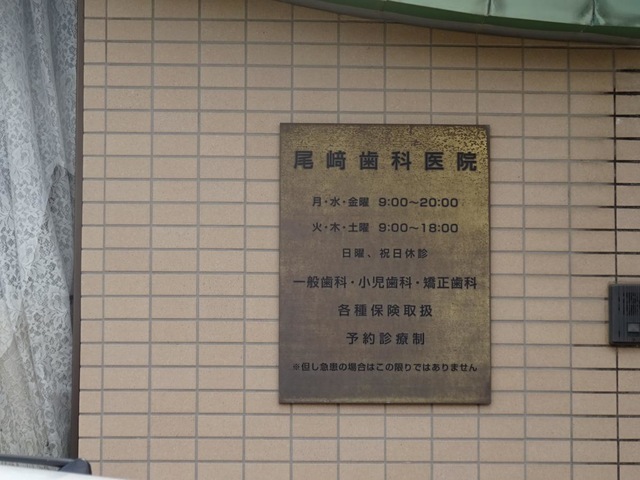 尾﨑歯科医院
月・水・金曜 9:00〜20:00
火・木・土曜 9:00〜18:00
日曜、祝日休診
一般歯科・小児歯科・矯正歯科
各種保険取扱
予約診療制
※但し急患の場合はこの限りではありません